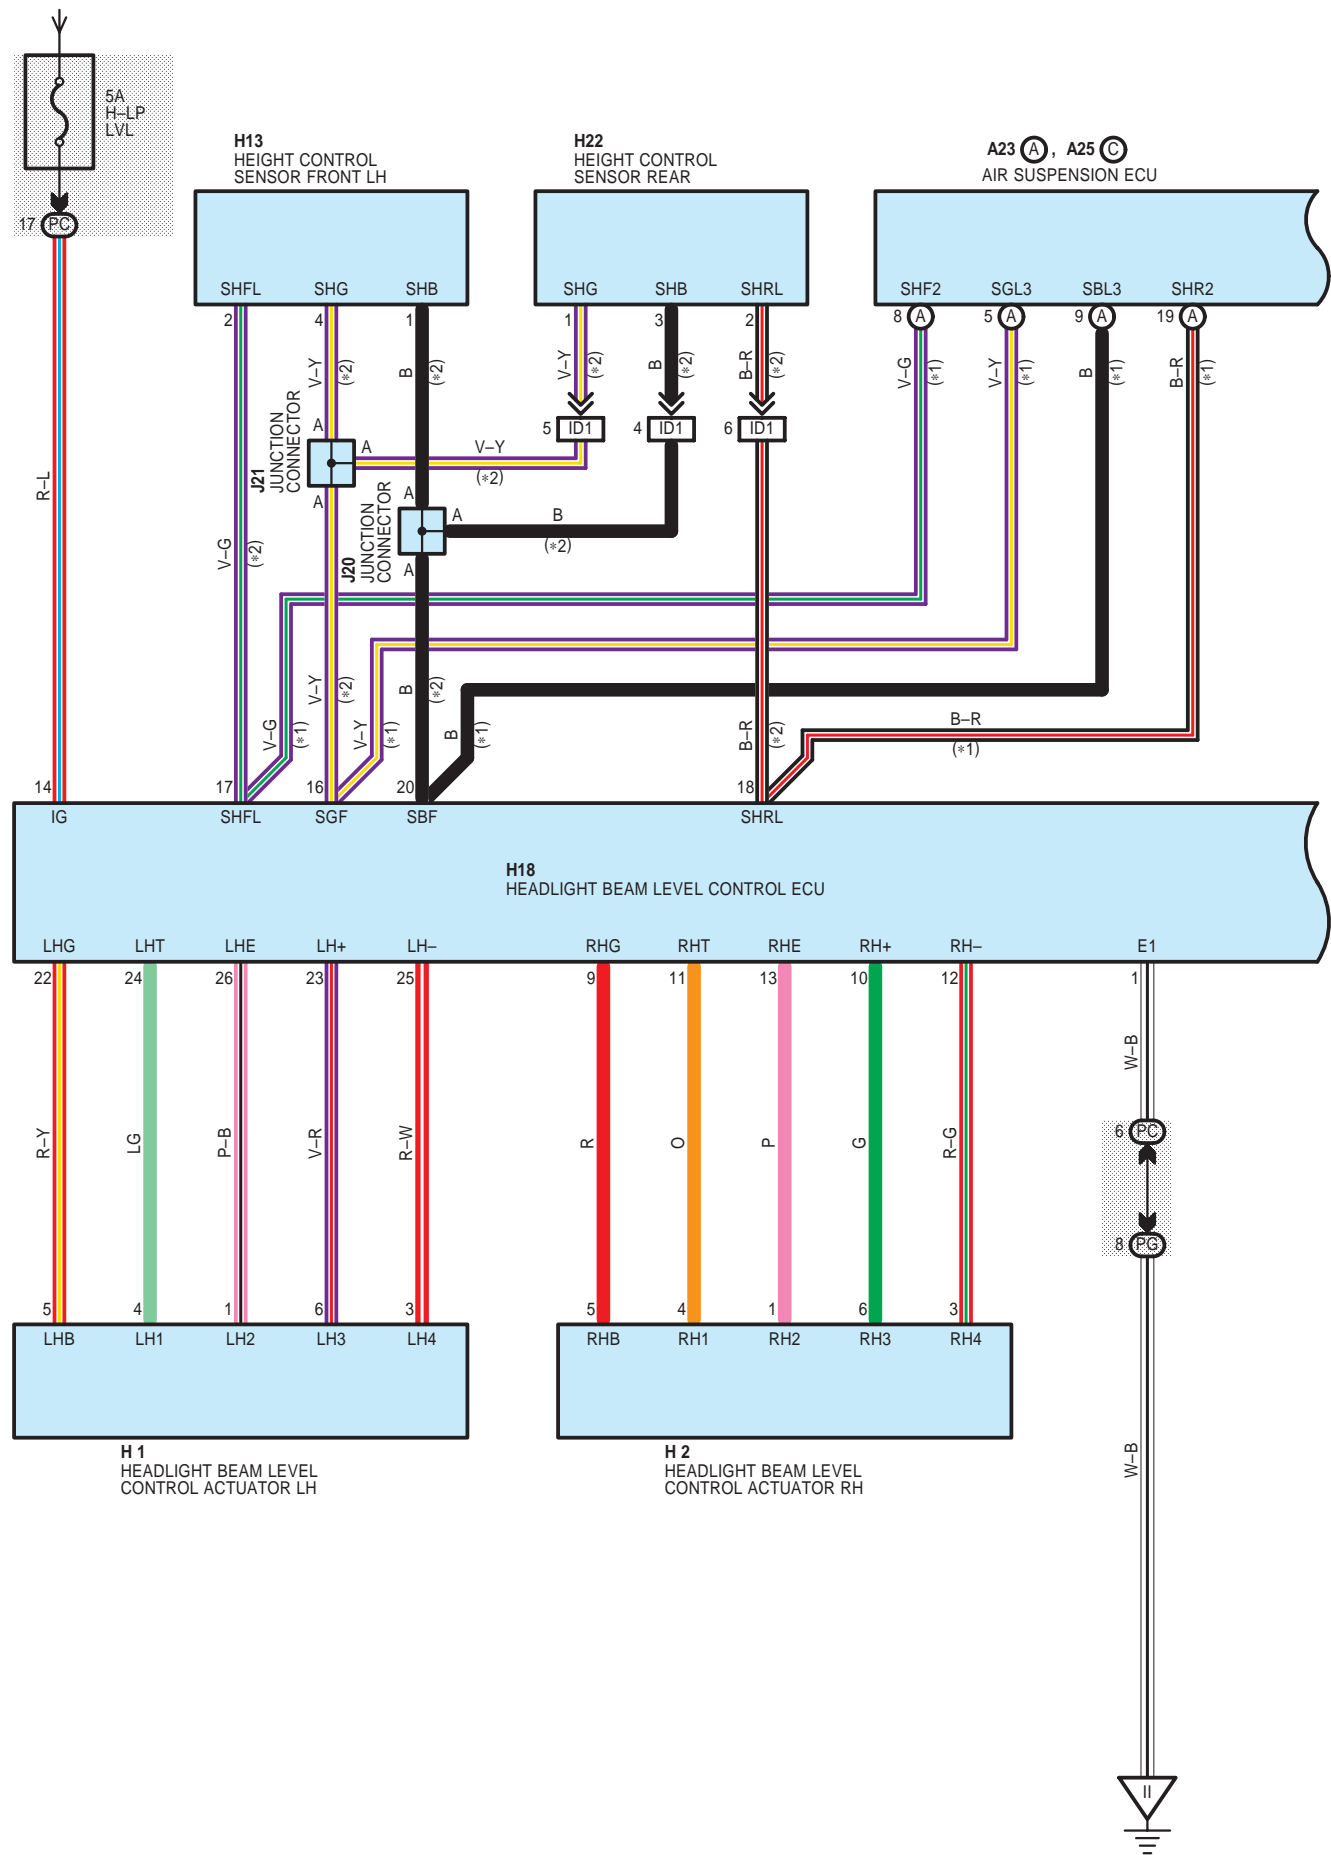 5A
H–LP
LVL
17 PC
H13
HEIGHT CONTROL
SENSOR FRONT LH
H22
HEIGHT CONTROL
SENSOR REAR
A23 A , A25 C
AIR SUSPENSION ECU
SHFL SHG SHB
SHG SHB SHRL
SHF2 SGL3 SBL3 SHR2
2 4 1
1 3 2
8 A 5 A 9 A 19 A
V–Y (∗2) B (∗2)
V–Y (∗2) B (∗2) B–R (∗2)
V–G (∗1) V–Y (∗1) B (∗1) B–R (∗1)
5 ID1 4 ID1 6 ID1
A
A
A
J21
JUNCTION
CONNECTOR
V–Y
(∗2)
R–L
A
A
A
J20
JUNCTION
CONNECTOR
B
(∗2)
V–G (∗2)
V–G (∗1) V–Y (∗2) V–Y (∗1) B (∗2) B (∗1) B–R (∗2)
B–R
(∗1)
14 17 16 20 18
IG SHFL SGF SBF SHRL
H18
HEADLIGHT BEAM LEVEL CONTROL ECU
LHG LHT LHE LH+ LH– RHG RHT RHE RH+ RH– E1
22 24 26 23 25 9 11 13 10 12 1
W–B
6 PC
R–Y LG P–B V–R R–W R O P G R–G
8 PG
5 4 1 6 3 5 4 1 6 3
LHB LH1 LH2 LH3 LH4 RHB RH1 RH2 RH3 RH4
H 1
HEADLIGHT BEAM LEVEL
CONTROL ACTUATOR LH
H 2
HEADLIGHT BEAM LEVEL
CONTROL ACTUATOR RH
W–B
II